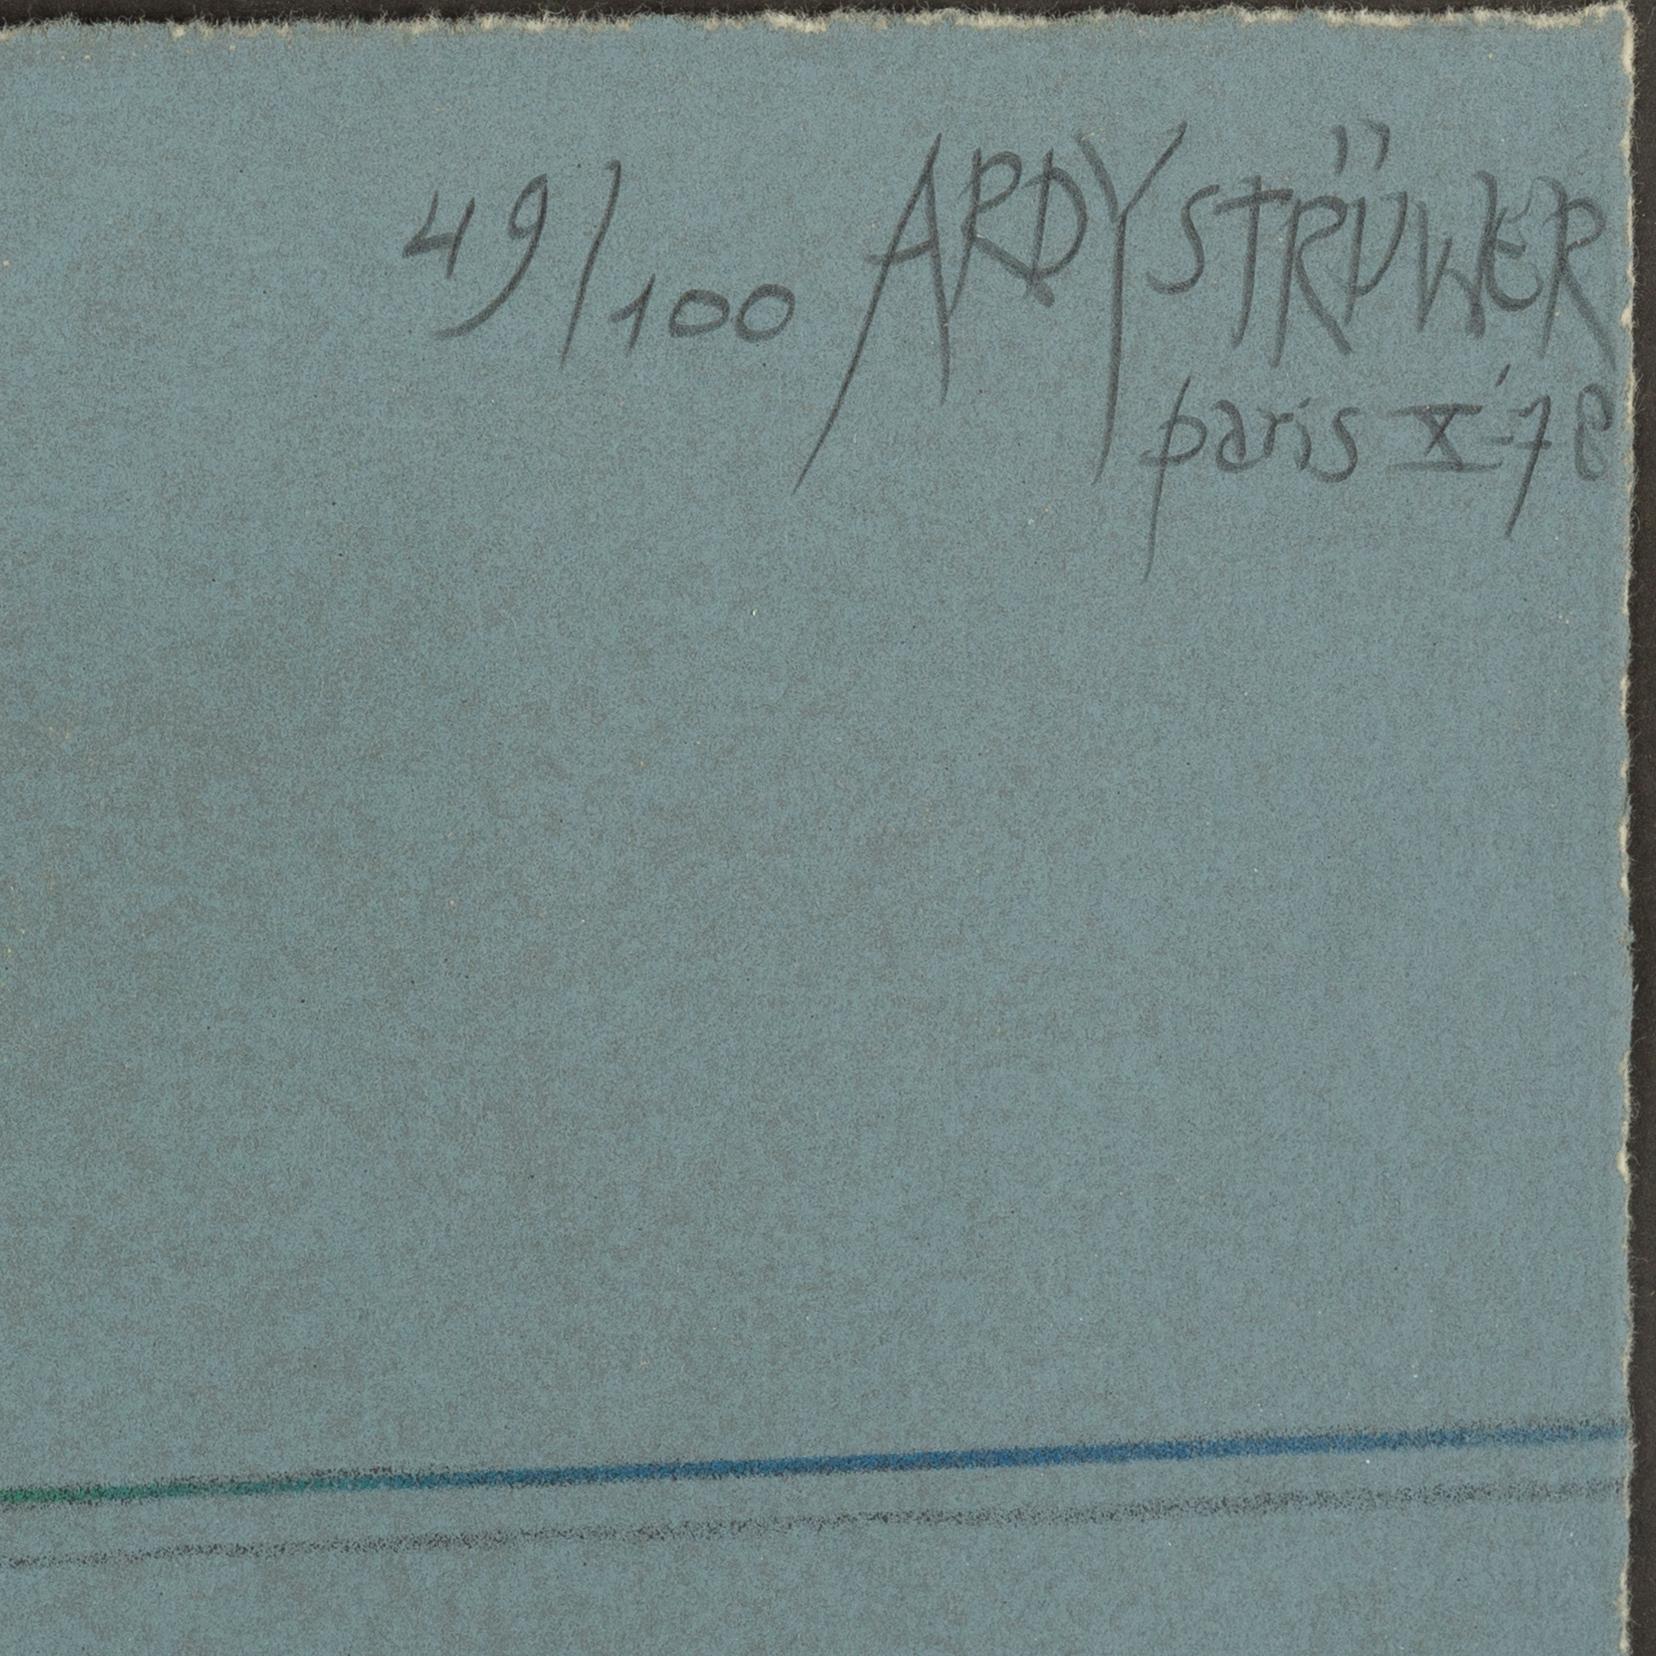 49/100 ARDY STRÜWER
paris X-'78